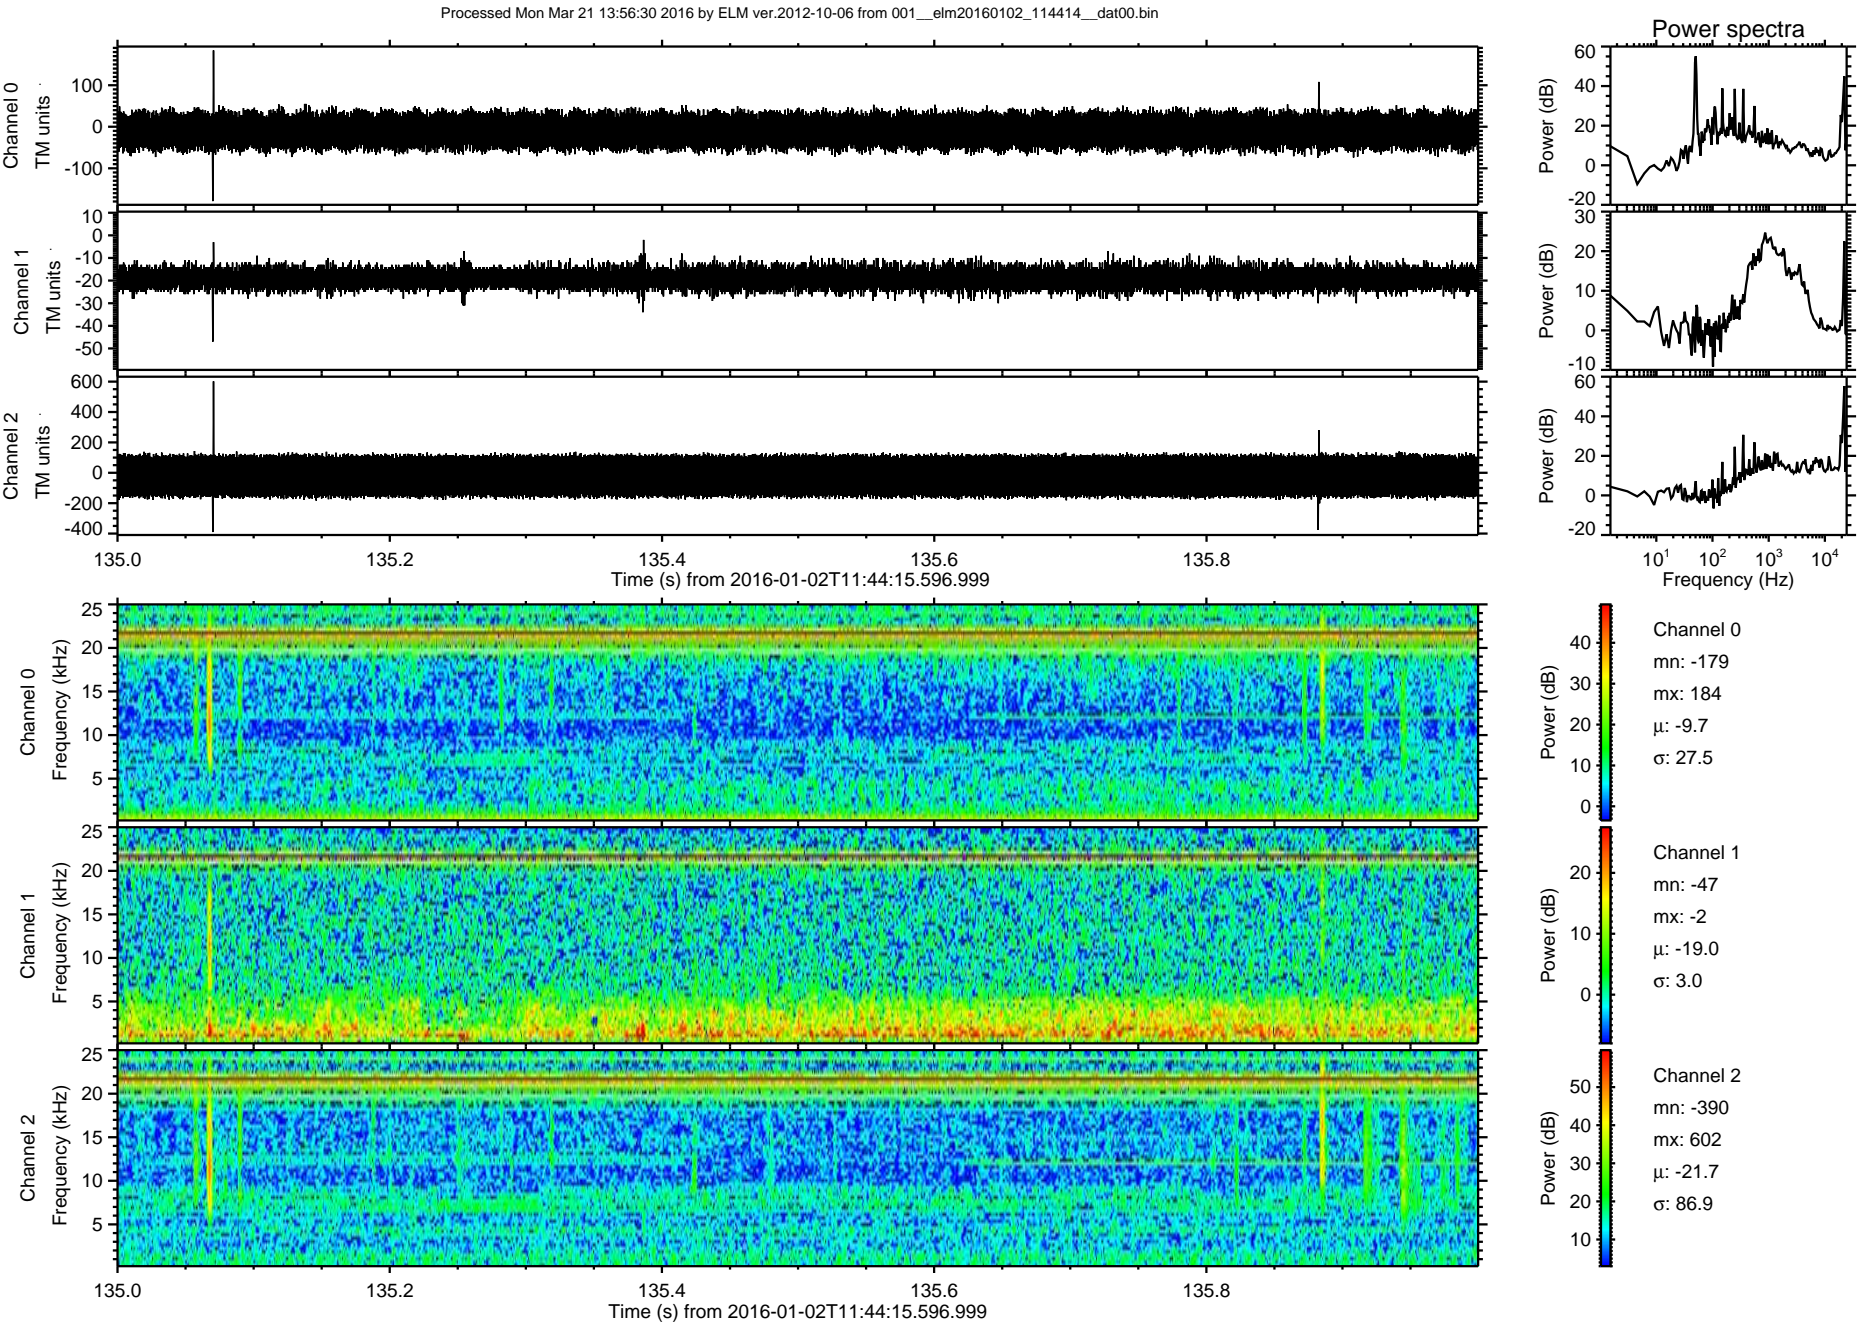 Processed Mon Mar 21 13:56:30 2016 by ELM ver.2012-10-06 from 001__elm20160102_114414__dat00.bin
Power spectra
Channel 0
TM units
100
0
-100
Power (dB)
60
40
20
0
-20
Channel 1
TM units
10
0
-10
-20
-30
-40
-50
Power (dB)
30
20
10
0
-10
Channel 2
TM units
600
400
200
0
-200
-400
Power (dB)
60
40
20
0
-20
135.0 135.2 135.4 135.6 135.8
Time (s) from 2016-01-02T11:44:15.596.999
10¹ 10² 10³ 10⁴
Frequency (Hz)
Channel 0
Frequency (kHz)
25
20
15
10
5
Power (dB)
40
30
20
10
0
Channel 0
mn: -179
mx: 184
μ: -9.7
σ: 27.5
Channel 1
Frequency (kHz)
25
20
15
10
5
Power (dB)
20
10
0
Channel 1
mn: -47
mx: -2
μ: -19.0
σ: 3.0
Channel 2
Frequency (kHz)
25
20
15
10
5
Power (dB)
50
40
30
20
10
Channel 2
mn: -390
mx: 602
μ: -21.7
σ: 86.9
135.0 135.2 135.4 135.6 135.8
Time (s) from 2016-01-02T11:44:15.596.999